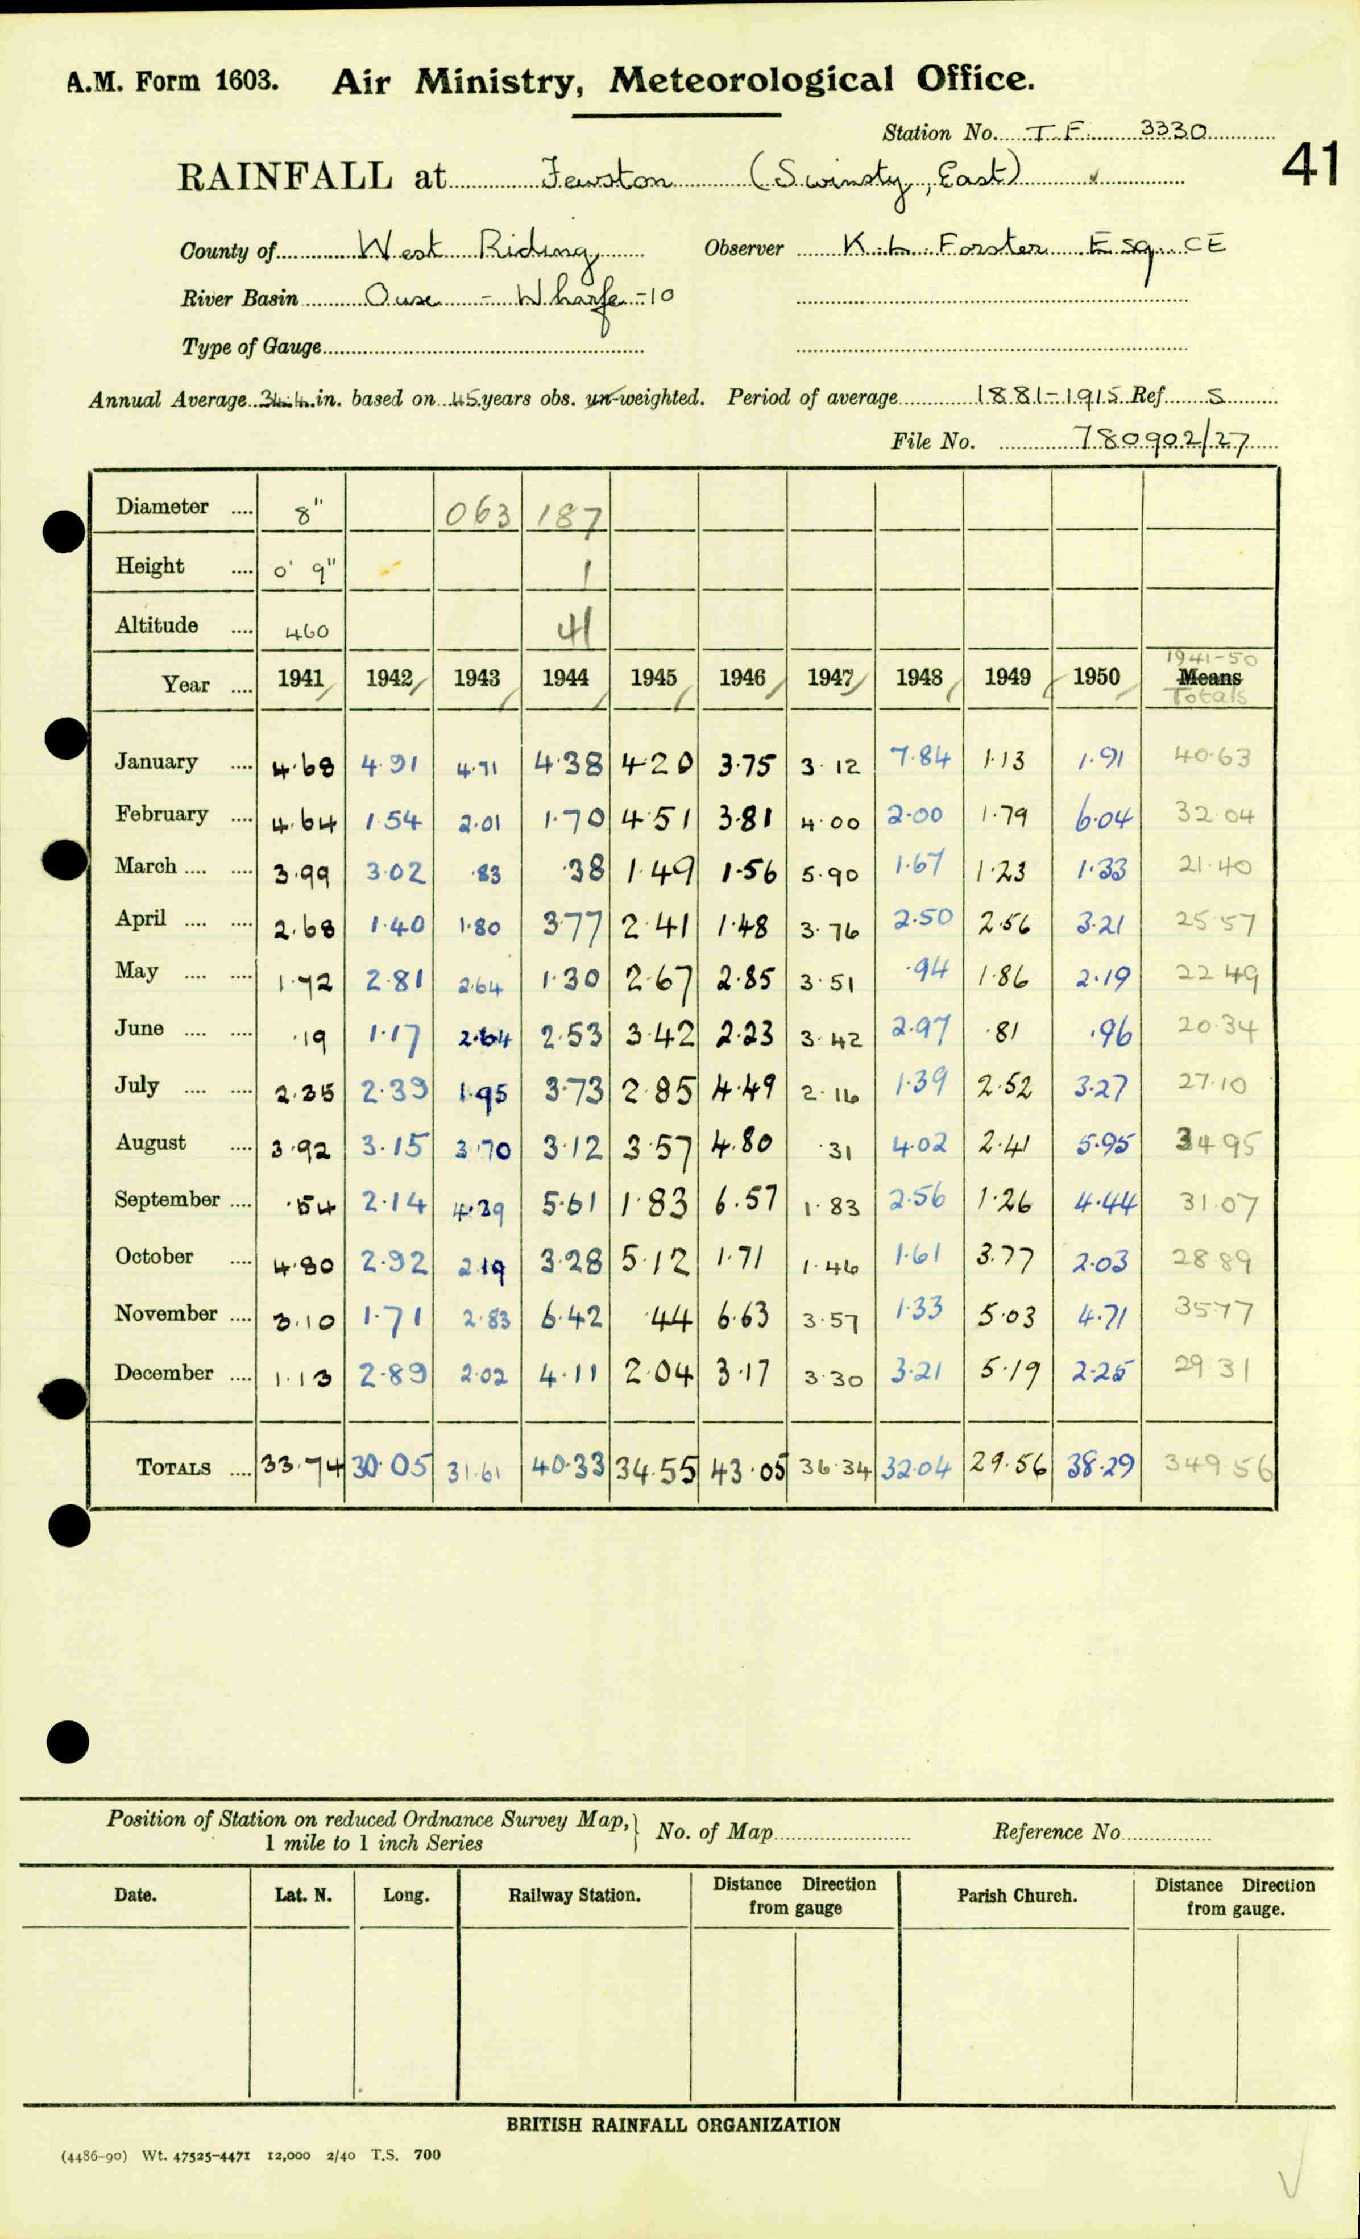 A.M. Form 1603. Air Ministry, Meteorological Office.
Station No. T.F. 3330
41
RAINFALL at Fewston (Swinsty, East)
County of West Riding Observer K. L. Forster Esq. CE
River Basin Ouse - Wharfe -10
Type of Gauge
Annual Average 34.4 in. based on 45 years obs. un-weighted. Period of average 1881-1915 Ref. S
File No. 780902/27
Diameter .... 8" 063 187
Height .... 0' 9" 1
Altitude .... 460 41
1941-50
Year .... 1941 1942 1943 1944 1945 1946 1947 1948 1949 1950 Means
Totals
January .... 4.68 4.91 4.71 4.38 4.20 3.75 3.12 7.84 1.13 1.91 40.63
February .... 4.64 1.54 2.01 1.70 4.51 3.81 4.00 2.00 1.79 6.04 32.04
March .... .... 3.99 3.02 .83 .38 1.49 1.56 5.90 1.67 1.23 1.33 21.40
April .... .... 2.68 1.40 1.80 3.77 2.41 1.48 3.76 2.50 2.56 3.21 25.57
May .... .... 1.72 2.81 2.64 1.30 2.67 2.85 3.51 .94 1.86 2.19 22.49
June .... .... .19 1.17 2.64 2.53 3.42 2.23 3.42 2.97 .81 .96 20.34
July .... .... 2.35 2.39 1.95 3.73 2.85 4.49 2.16 1.39 2.52 3.27 27.10
August .... 3.92 3.15 3.70 3.12 3.57 4.80 .31 4.02 2.41 5.95 34.95
September .... .54 2.14 4.29 5.61 1.83 6.57 1.83 2.56 1.26 4.44 31.07
October .... 4.80 2.92 2.19 3.28 5.12 1.71 1.46 1.61 3.77 2.03 28.89
November .... 3.10 1.71 2.83 6.42 .44 6.63 3.57 1.33 5.03 4.71 35.77
December .... 1.13 2.89 2.02 4.11 2.04 3.17 3.30 3.21 5.19 2.25 29.31
TOTALS .... 33.74 30.05 31.61 40.33 34.55 43.05 36.34 32.04 29.56 38.29 349.56
Position of Station on reduced Ordnance Survey Map, } No. of Map Reference No.
1 mile to 1 inch Series
Date. Lat. N. Long. Railway Station. Distance Direction from gauge Parish Church. Distance Direction from gauge.
BRITISH RAINFALL ORGANIZATION
(4486-90) Wt. 47525-4471 12,000 2/40 T.S. 700